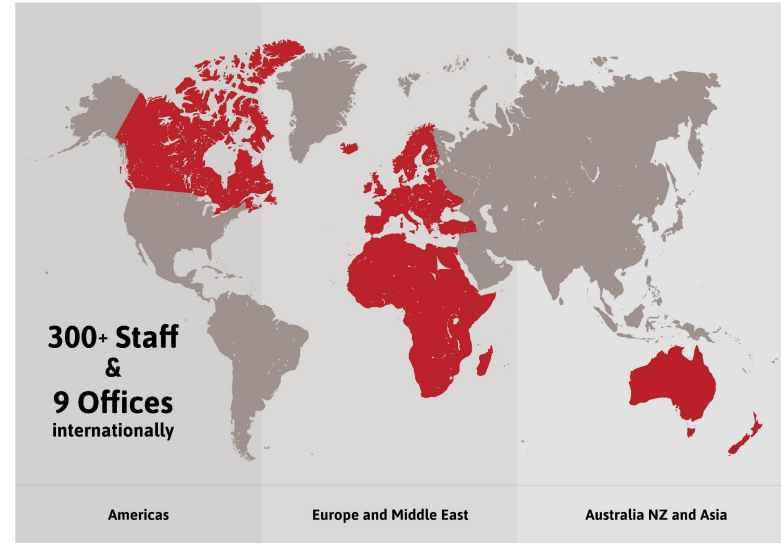 300+ Staff
&
9 Offices
internationally
Americas
Europe and Middle East
Australia NZ and Asia